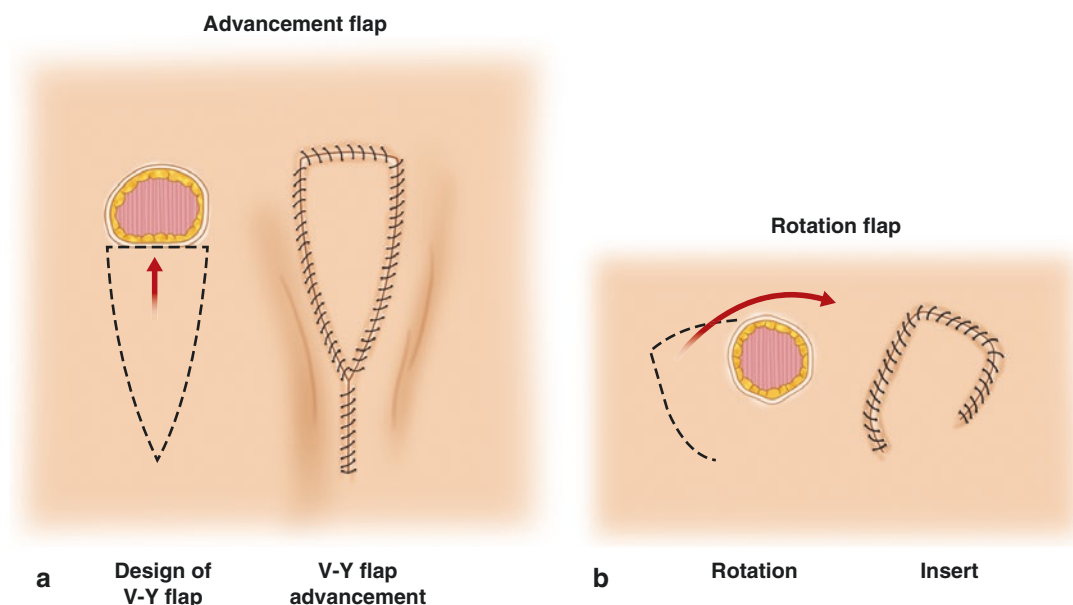 Advancement flap
a
Design of
V-Y flap
V-Y flap
advancement
Rotation flap
b
Rotation
Insert